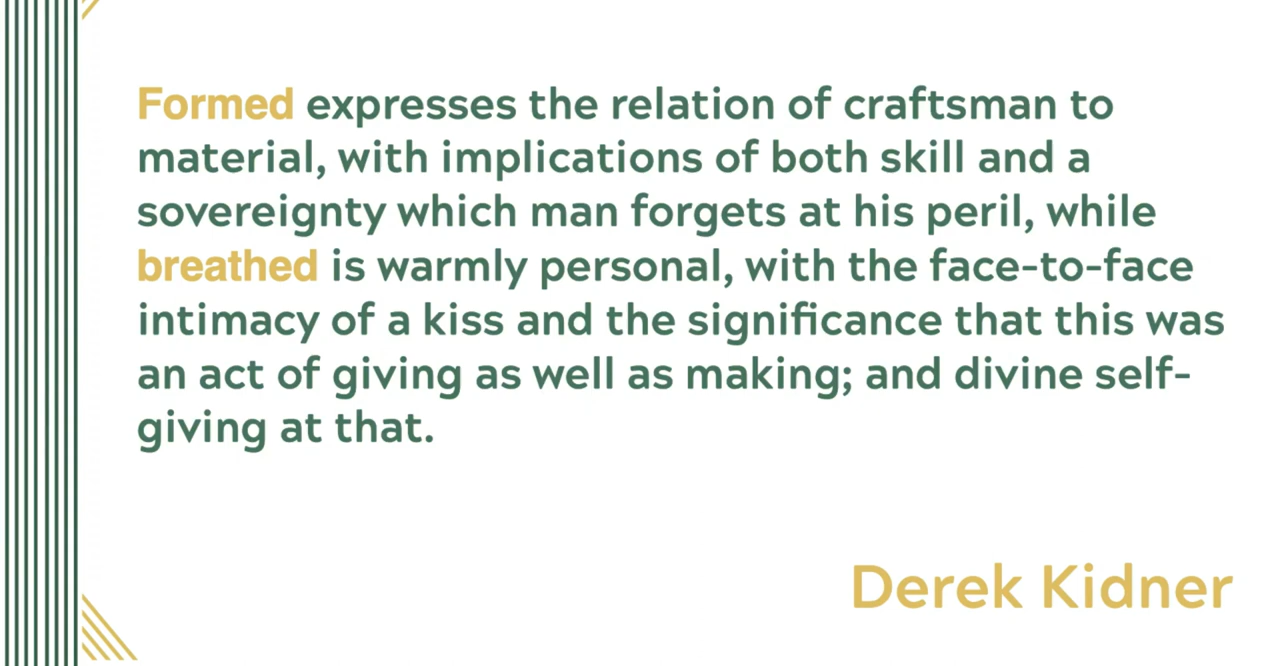 Formed expresses the relation of craftsman to
material, with implications of both skill and a
sovereignty which man forgets at his peril, while
breathed is warmly personal, with the face-to-face
intimacy of a kiss and the significance that this was
an act of giving as well as making; and divine self-
giving at that.
Derek Kidner